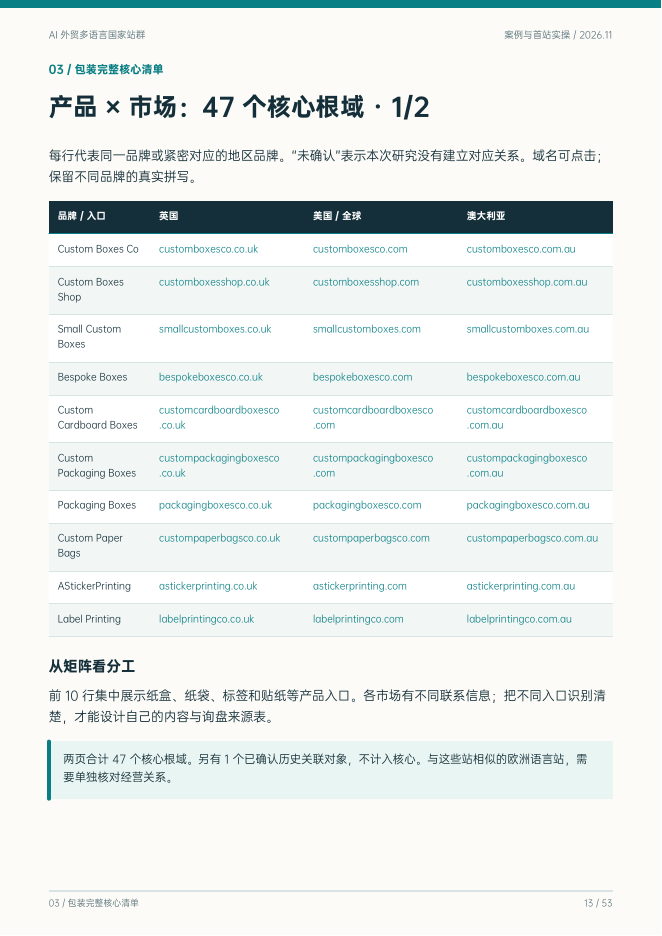 AI 外贸多语言国家站群
案例与首站实操 / 2026.11
03 / 包装完整核心清单
产品 × 市场：47 个核心根域 · 1/2
每行代表同一品牌或紧密对应的地区品牌。“未确认”表示本次研究没有建立对应关系。域名可点击；
保留不同品牌的真实拼写。
品牌 / 入口 英国 美国 / 全球 澳大利亚
Custom Boxes Co customboxesco.co.uk customboxesco.com customboxesco.com.au
Custom Boxes customboxesshop.co.uk customboxesshop.com customboxesshop.com.au
Shop
Small Custom smallcustomboxes.co.uk smallcustomboxes.com smallcustomboxes.com.au
Boxes
Bespoke Boxes bespokeboxesco.co.uk bespokeboxesco.com bespokeboxesco.com.au
Custom customcardboardboxesco customcardboardboxesco customcardboardboxesco
Cardboard Boxes .co.uk .com .com.au
Custom custompackagingboxesco custompackagingboxesco custompackagingboxesco
Packaging Boxes .co.uk .com .com.au
Packaging Boxes packagingboxesco.co.uk packagingboxesco.com packagingboxesco.com.au
Custom Paper custompaperbagsco.co.uk custompaperbagsco.com custompaperbagsco.com.au
Bags
AStickerPrinting astickerprinting.co.uk astickerprinting.com astickerprinting.com.au
Label Printing labelprintingco.co.uk labelprintingco.com labelprintingco.com.au
从矩阵看分工
前 10 行集中展示纸盒、纸袋、标签和贴纸等产品入口。各市场有不同联系信息；把不同入口识别清
楚，才能设计自己的内容与询盘来源表。
两页合计 47 个核心根域。另有 1 个已确认历史关联对象，不计入核心。与这些站相似的欧洲语言站，需
要单独核对经营关系。
03 / 包装完整核心清单
13 / 53